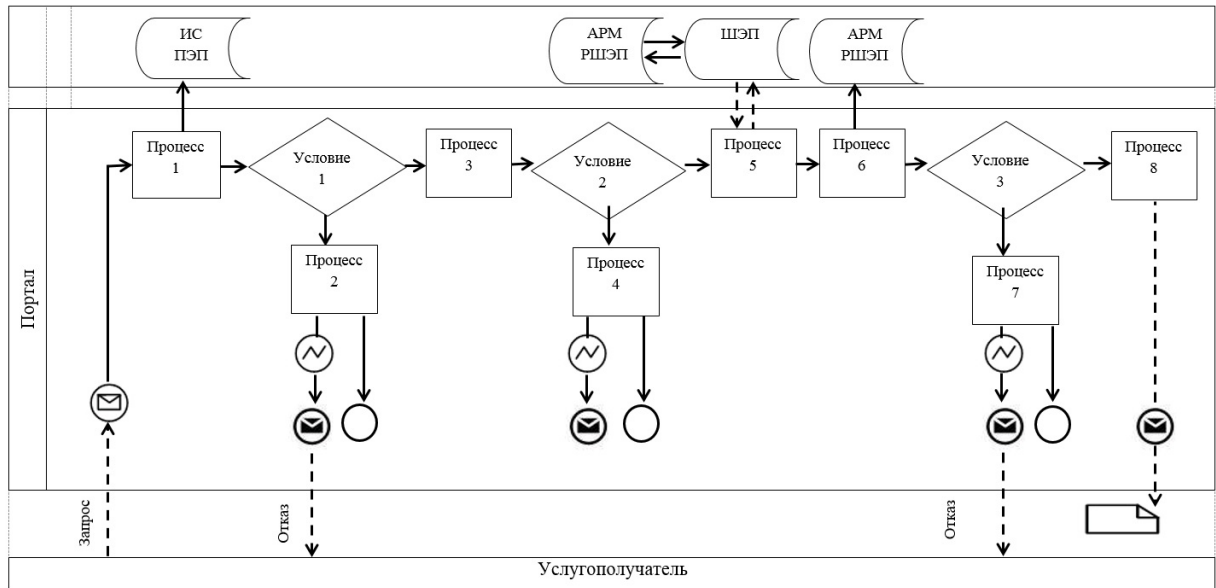 ИС
ПЭП
АРМ
РШЭП
ШЭП
АРМ
РШЭП
Портал
Процесс
1
Условие
1
Процесс
3
Условие
2
Процесс
5
Процесс
6
Условие
3
Процесс
8
Процесс
2
Процесс
4
Процесс
7
Запрос
Отказ
Отказ
Услугополучатель